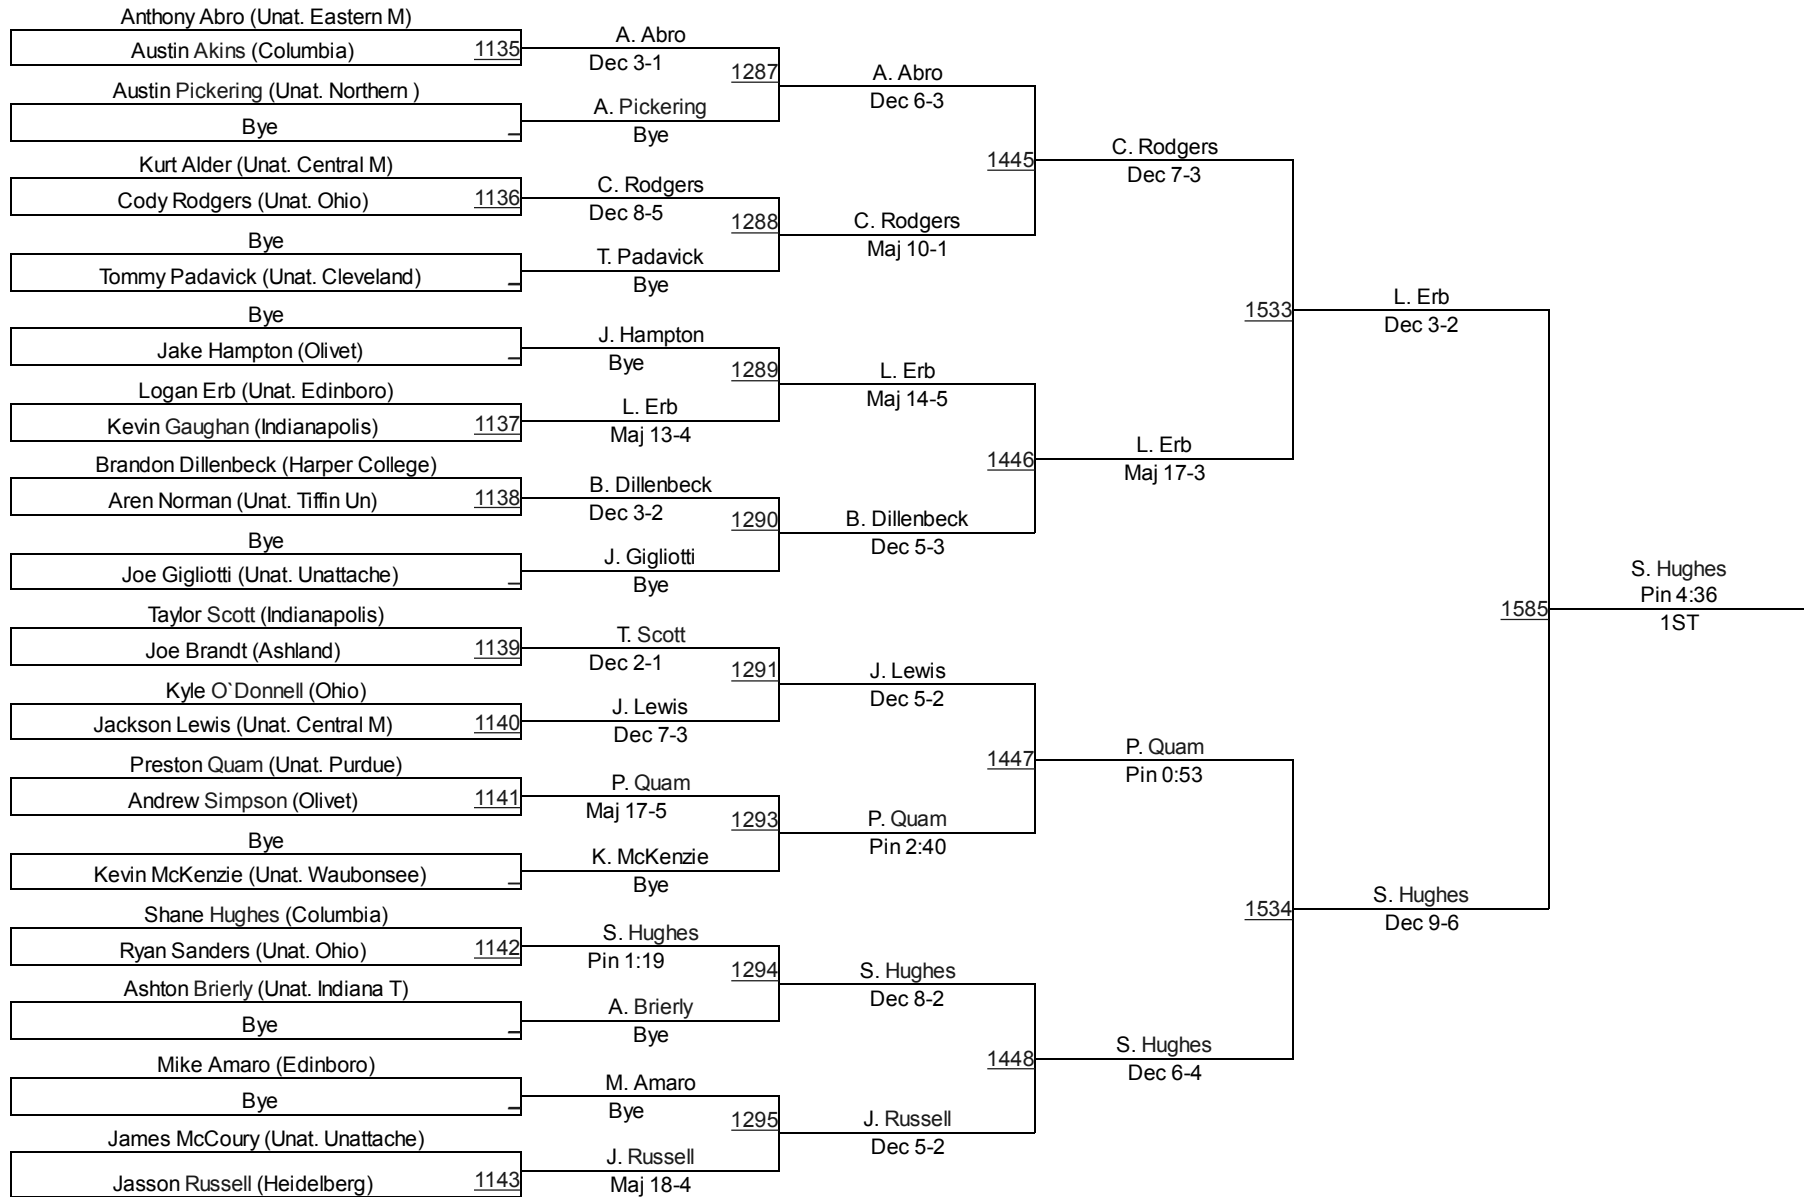 Anthony Abro (Unat. Eastern M)
Austin Akins (Columbia)
1135
Austin Pickering (Unat. Northern )
Bye
_
Kurt Alder (Unat. Central M)
Cody Rodgers (Unat. Ohio)
1136
Bye
Tommy Padavick (Unat. Cleveland)
_
Bye
Jake Hampton (Olivet)
_
Logan Erb (Unat. Edinboro)
Kevin Gaughan (Indianapolis)
1137
Brandon Dillenbeck (Harper College)
Aren Norman (Unat. Tiffin Un)
1138
Bye
Joe Gigliotti (Unat. Unattache)
_
Taylor Scott (Indianapolis)
Joe Brandt (Ashland)
1139
Kyle O`Donnell (Ohio)
Jackson Lewis (Unat. Central M)
1140
Preston Quam (Unat. Purdue)
Andrew Simpson (Olivet)
1141
Bye
Kevin McKenzie (Unat. Waubonsee)
_
Shane Hughes (Columbia)
Ryan Sanders (Unat. Ohio)
1142
Ashton Brierly (Unat. Indiana T)
Bye
_
Mike Amaro (Edinboro)
Bye
_
James McCoury (Unat. Unattache)
Jasson Russell (Heidelberg)
1143
A. Abro
Dec 3-1
1287
A. Pickering
Bye
C. Rodgers
Dec 8-5
1288
T. Padavick
Bye
J. Hampton
Bye
1289
L. Erb
Maj 13-4
B. Dillenbeck
Dec 3-2
1290
J. Gigliotti
Bye
T. Scott
Dec 2-1
1291
J. Lewis
Dec 7-3
P. Quam
Maj 17-5
1293
K. McKenzie
Bye
S. Hughes
Pin 1:19
1294
A. Brierly
Bye
M. Amaro
Bye
1295
J. Russell
Maj 18-4
A. Abro
Dec 6-3
1445
C. Rodgers
Maj 10-1
L. Erb
Maj 14-5
1446
B. Dillenbeck
Dec 5-3
J. Lewis
Dec 5-2
1447
P. Quam
Pin 2:40
S. Hughes
Dec 8-2
1448
J. Russell
Dec 5-2
C. Rodgers
Dec 7-3
1533
L. Erb
Maj 17-3
P. Quam
Pin 0:53
1534
S. Hughes
Dec 6-4
L. Erb
Dec 3-2
1585
S. Hughes
Dec 9-6
S. Hughes
Pin 4:36
1ST